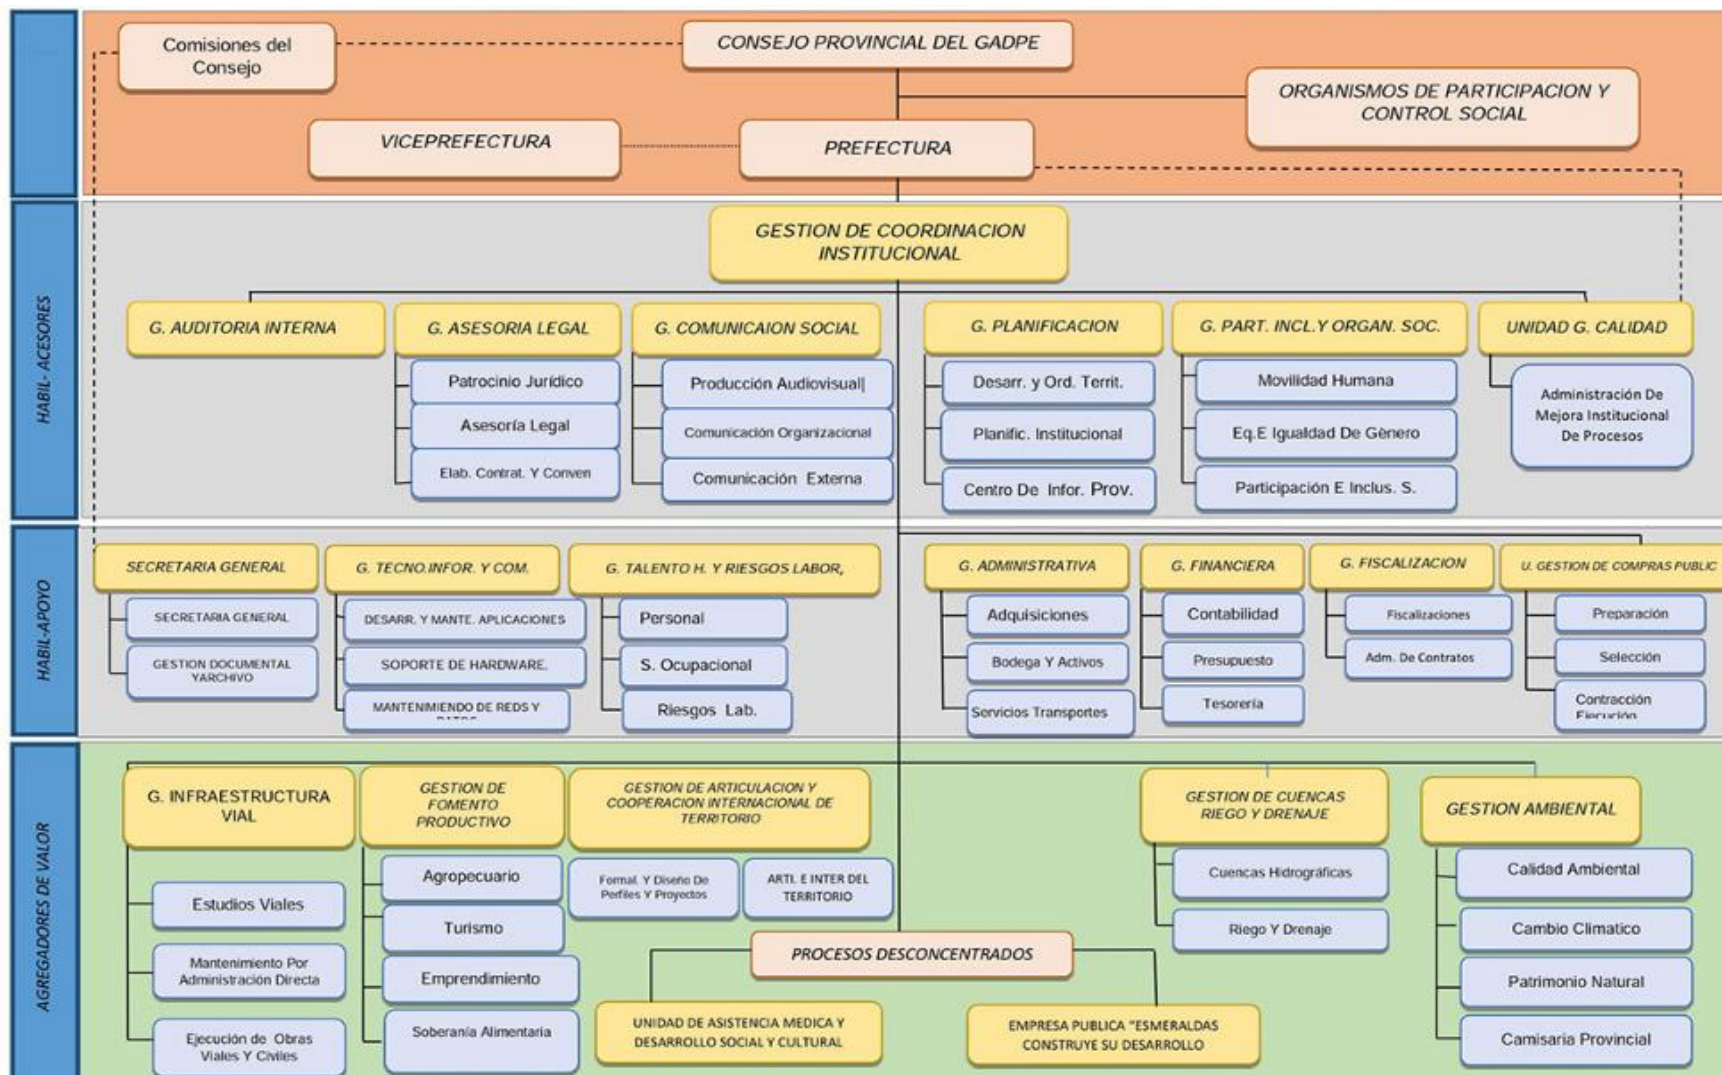 Comisiones del
Consejo
CONSEJO PROVINCIAL DEL GADPE
ORGANISMOS DE PARTICIPACION Y
CONTROL SOCIAL
VICEPREFECTURA
PREFECTURA
HABIL- ACESORES
GESTION DE COORDINACION
INSTITUCIONAL
G. AUDITORIA INTERNA
G. ASESORIA LEGAL
Patrocinio Jurídico
Asesoría Legal
Elab. Contrat. Y Conven
G. COMUNICAION SOCIAL
Producción Audiovisual|
Comunicación Organizacional
Comunicación Externa
G. PLANIFICACION
Desarr. y Ord. Territ.
Planific. Institucional
Centro De Infor. Prov.
G. PART. INCL.Y ORGAN. SOC.
Movilidad Humana
Eq.E Igualdad De Gènero
Participación E Inclus. S.
UNIDAD G. CALIDAD
Administración De
Mejora Institucional
De Procesos
HABIL-APOYO
SECRETARIA GENERAL
SECRETARIA GENERAL
GESTION DOCUMENTAL
YARCHIVO
G. TECNO.INFOR. Y COM.
DESARR. Y MANTE. APLICACIONES
SOPORTE DE HARDWARE.
MANTENIMIENDO DE REDS Y
G. TALENTO H. Y RIESGOS LABOR,
Personal
S. Ocupacional
Riesgos Lab.
G. ADMINISTRATIVA
Adquisiciones
Bodega Y Activos
Servicios Transportes
G. FINANCIERA
Contabilidad
Presupuesto
Tesorería
G. FISCALIZACION
Fiscalizaciones
Adm. De Contratos
U. GESTION DE COMPRAS PUBLIC
Preparación
Selección
Contracción
Ejecución
AGREGADORES DE VALOR
G. INFRAESTRUCTURA
VIAL
Estudios Viales
Mantenimiento Por
Administración Directa
Ejecución de Obras
Viales Y Civiles
GESTION DE
FOMENTO
PRODUCTIVO
Agropecuario
Turismo
Emprendimiento
Soberanía Alimentaria
GESTION DE ARTICULACION Y
COOPERACION INTERNACIONAL DE
TERRITORIO
Formal. Y Diseño De
Perfiles Y Proyectos
ARTI. E INTER DEL
TERRITORIO
PROCESOS DESCONCENTRADOS
UNIDAD DE ASISTENCIA MEDICA Y
DESARROLLO SOCIAL Y CULTURAL
EMPRESA PUBLICA "ESMERALDAS
CONSTRUYE SU DESARROLLO
GESTION DE CUENCAS
RIEGO Y DRENAJE
Cuencas Hidrográficas
Riego Y Drenaje
GESTION AMBIENTAL
Calidad Ambiental
Cambio Climatico
Patrimonio Natural
Camisaria Provincial